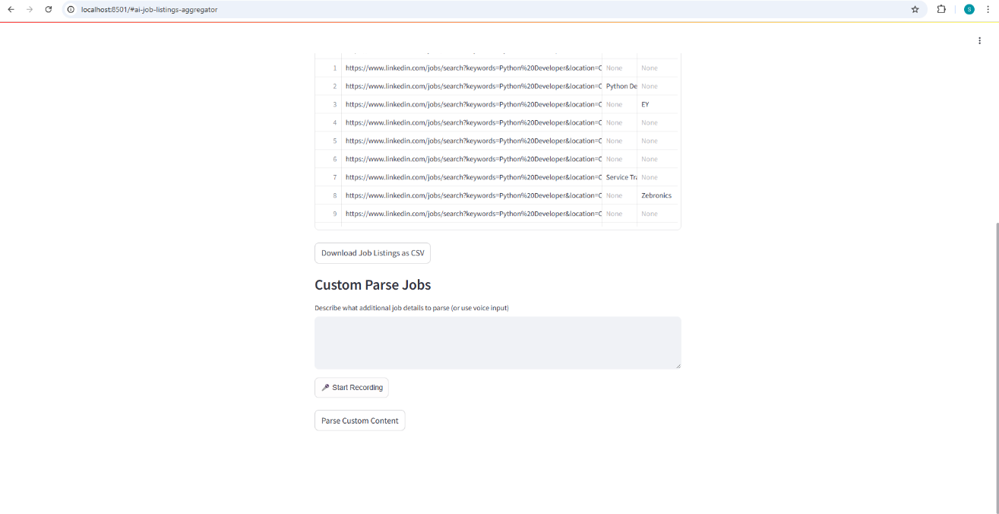 localhost:8501/#ai-job-listings-aggregator
S
1 https://www.linkedin.com/jobs/search?keywords=Python%20Developer&location=C None None
2 https://www.linkedin.com/jobs/search?keywords=Python%20Developer&location=C Python De None
3 https://www.linkedin.com/jobs/search?keywords=Python%20Developer&location=C None EY
4 https://www.linkedin.com/jobs/search?keywords=Python%20Developer&location=C None None
5 https://www.linkedin.com/jobs/search?keywords=Python%20Developer&location=C None None
6 https://www.linkedin.com/jobs/search?keywords=Python%20Developer&location=C None None
7 https://www.linkedin.com/jobs/search?keywords=Python%20Developer&location=C Service Tra None
8 https://www.linkedin.com/jobs/search?keywords=Python%20Developer&location=C None Zebronics
9 https://www.linkedin.com/jobs/search?keywords=Python%20Developer&location=C None None
Download Job Listings as CSV
Custom Parse Jobs
Describe what additional job details to parse (or use voice input)
Start Recording
Parse Custom Content